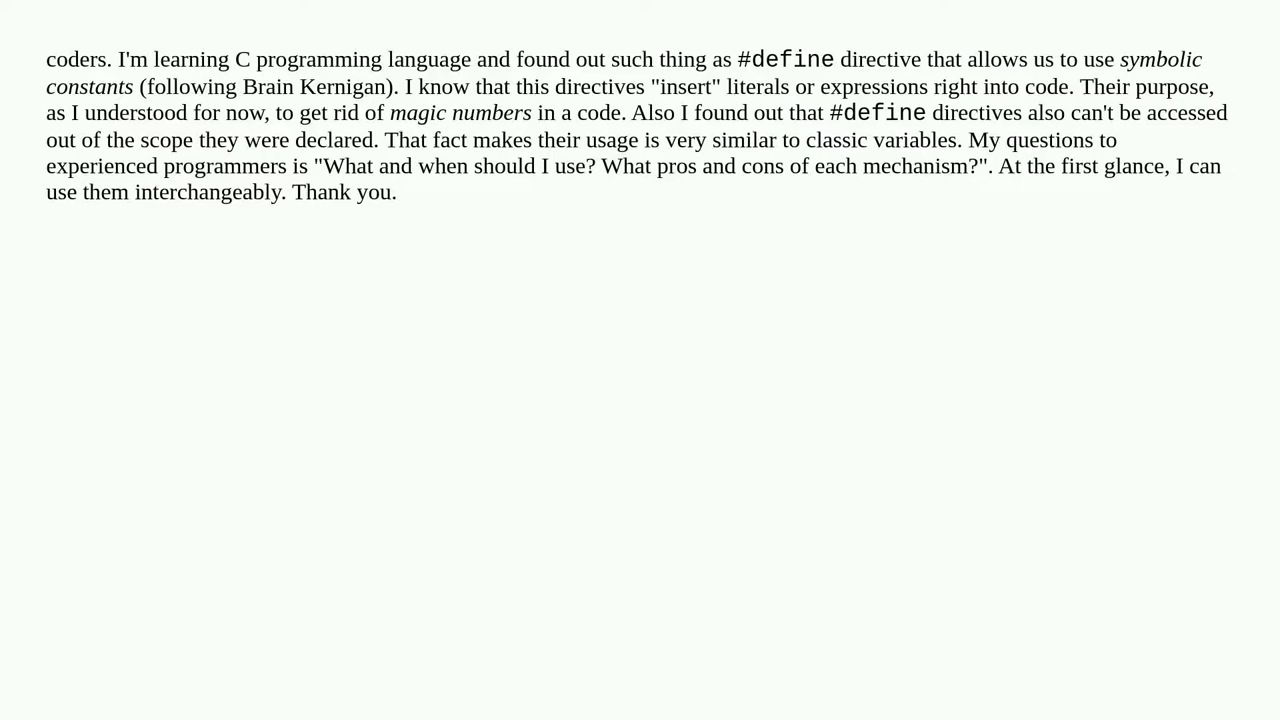 coders. I'm learning C programming language and found out such thing as #define directive that allows us to use symbolic
constants (following Brain Kernigan). I know that this directives "insert" literals or expressions right into code. Their purpose,
as I understood for now, to get rid of magic numbers in a code. Also I found out that #define directives also can't be accessed
out of the scope they were declared. That fact makes their usage is very similar to classic variables. My questions to
experienced programmers is "What and when should I use? What pros and cons of each mechanism?". At the first glance, I can
use them interchangeably. Thank you.